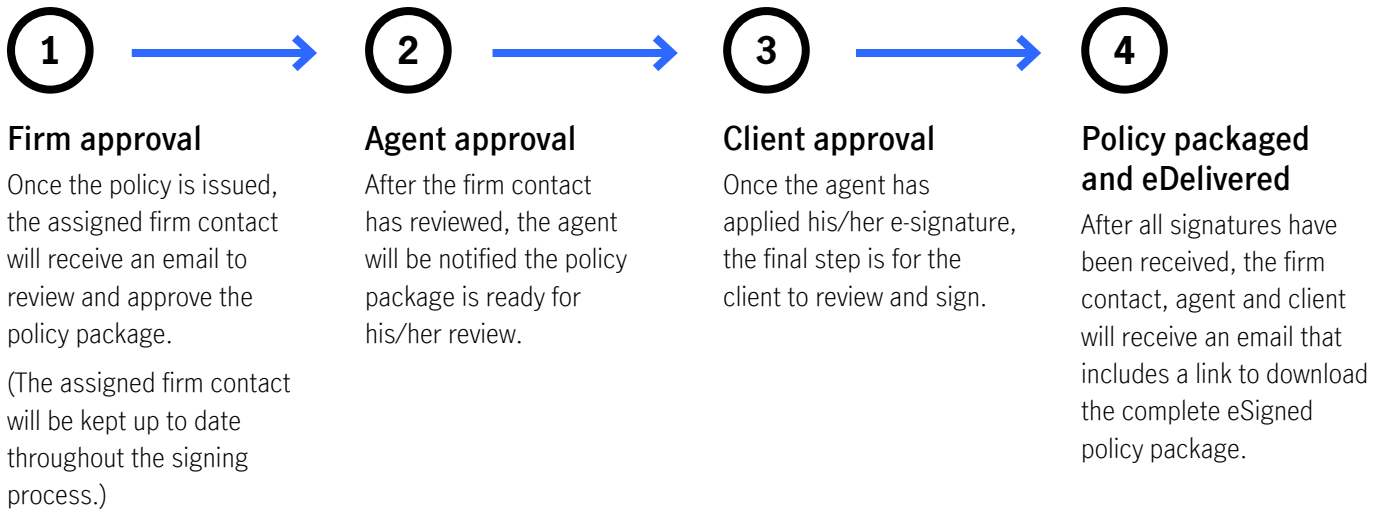 1
Firm approval
Once the policy is issued,
the assigned firm contact
will receive an email to
review and approve the
policy package.
(The assigned firm contact
will be kept up to date
throughout the signing
process.)
2
Agent approval
After the firm contact
has reviewed, the agent
will be notified the policy
package is ready for
his/her review.
3
Client approval
Once the agent has
applied his/her e-signature,
the final step is for the
client to review and sign.
4
Policy packaged
and eDelivered
After all signatures have
been received, the firm
contact, agent and client
will receive an email that
includes a link to download
the complete eSigned
policy package.